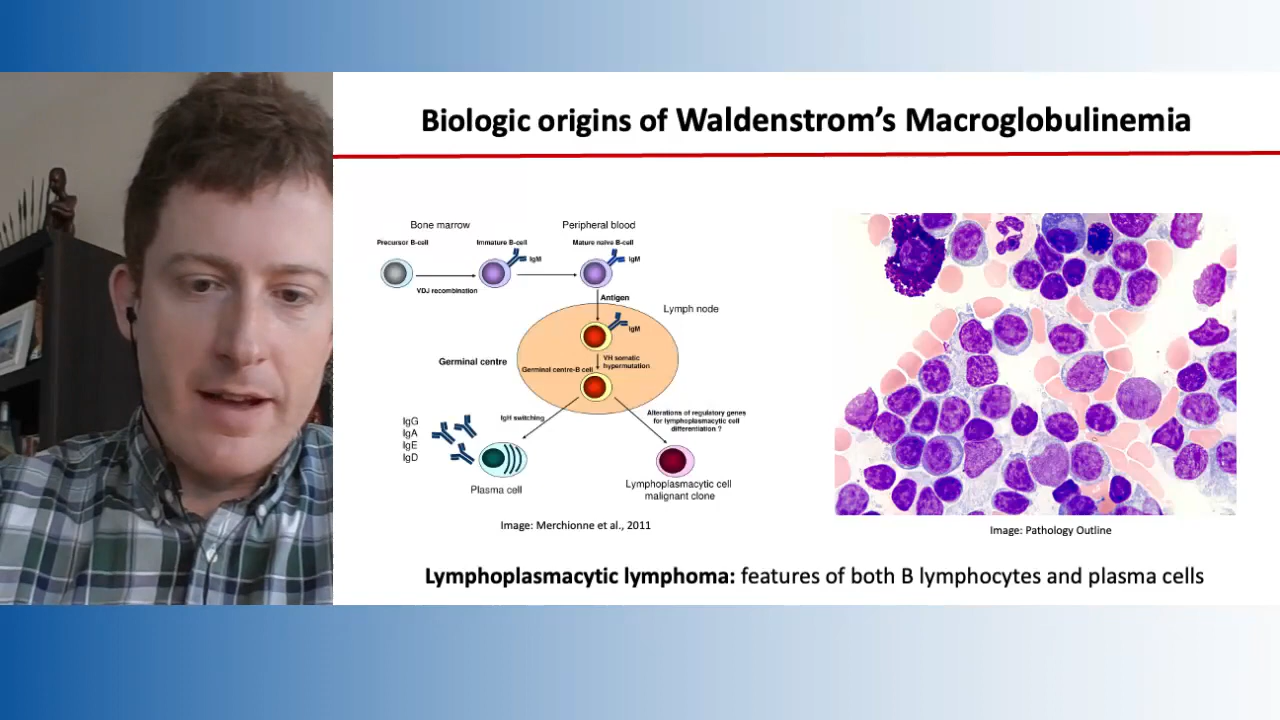 Biologic origins of Waldenstrom’s Macroglobulinemia
Bone marrow
Peripheral blood
Precursor B-cell
Immature B-cell
Mature naive B-cell
IgM
IgM
VDJ recombination
Antigen
Lymph node
IgM
Germinal centre
VH somatic
hypermutation
Germinal centre-B cell
IgH switching
Alterations of regulatory genes
for lymphoplasmacytic cell
differentiation ?
IgG
IgA
IgE
IgD
Plasma cell
Lymphoplasmacytic cell
malignant clone
Image: Merchionne et al., 2011
Image: Pathology Outline
Lymphoplasmacytic lymphoma: features of both B lymphocytes and plasma cells